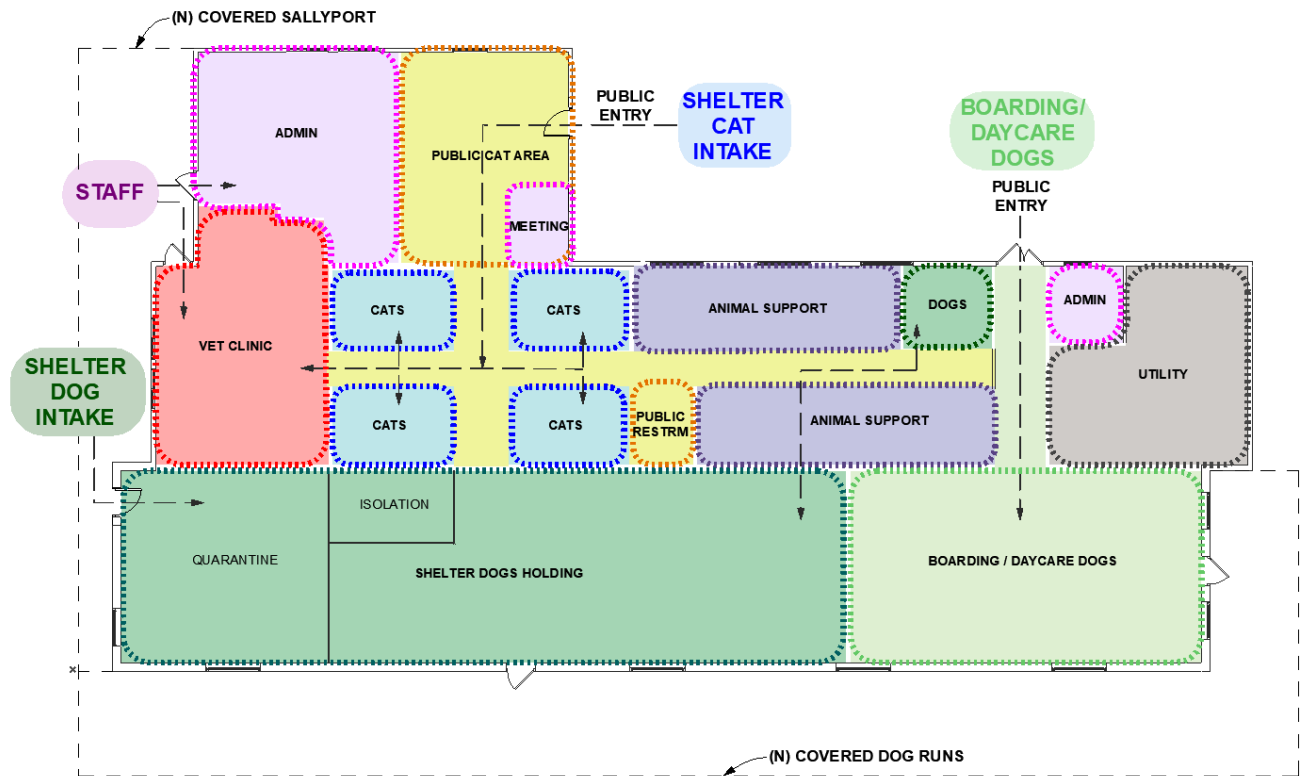 (N) COVERED SALLYPORT
ADMIN
PUBLIC CAT AREA
MEETING
PUBLIC
ENTRY
SHELTER
CAT
INTAKE
BOARDING/
DAYCARE
DOGS
PUBLIC
ENTRY
STAFF
SHELTER
DOG
INTAKE
VET CLINIC
CATS
CATS
CATS
CATS
ANIMAL SUPPORT
DOGS
ADMIN
UTILITY
PUBLIC
RESTRM
ANIMAL SUPPORT
ISOLATION
QUARANTINE
SHELTER DOGS HOLDING
BOARDING / DAYCARE DOGS
(N) COVERED DOG RUNS